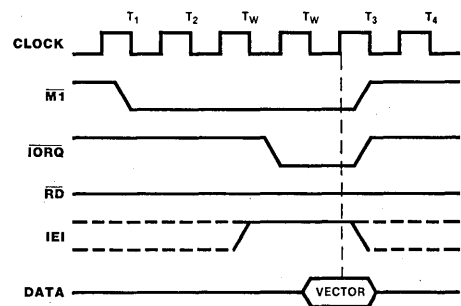 T1 T2 TW TW T3 T4
CLOCK
M1
IORQ
RD
IEI
DATA VECTOR